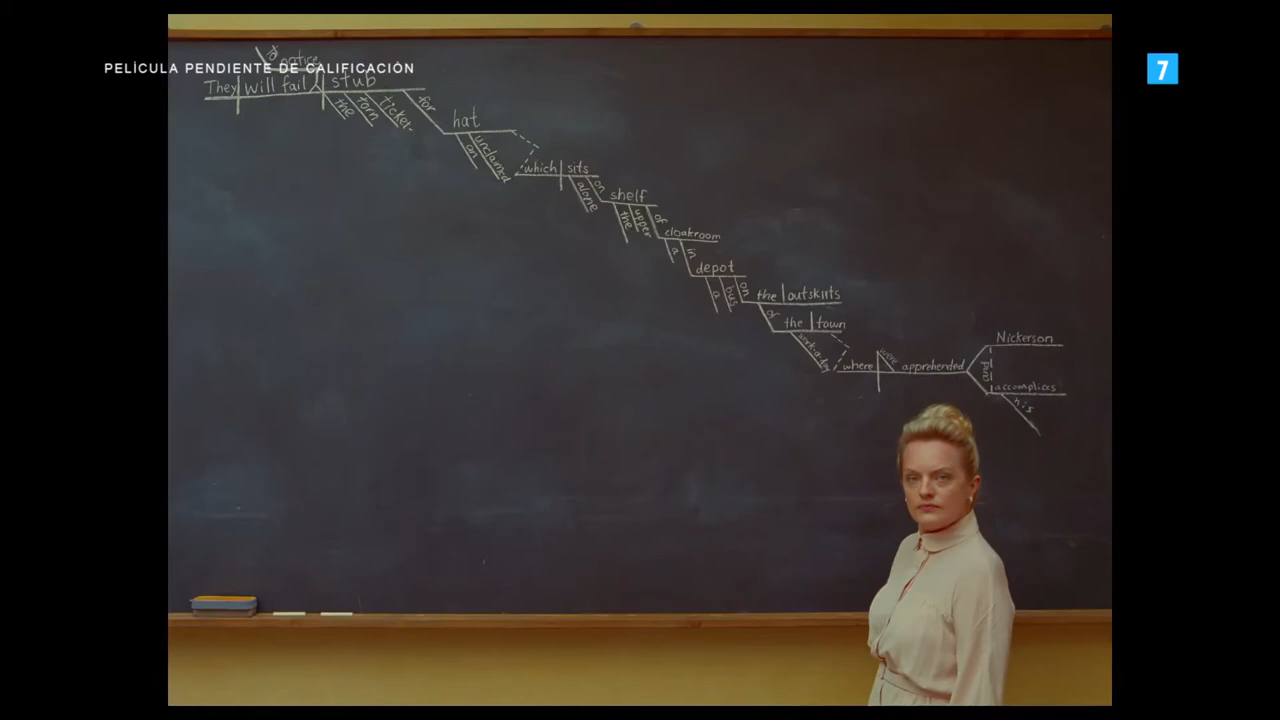 PELÍCULA PENDIENTE DE CALIFICACIÓN
7
to notice
They will fail stub
the torn ticket- for
hat
an unclaimed
which sits
alone on
shelf
the upper of
cloakroom
a in
depot
a bus on
the outskirts
of the town
where were apprehended
Nickerson
and
accomplices
his